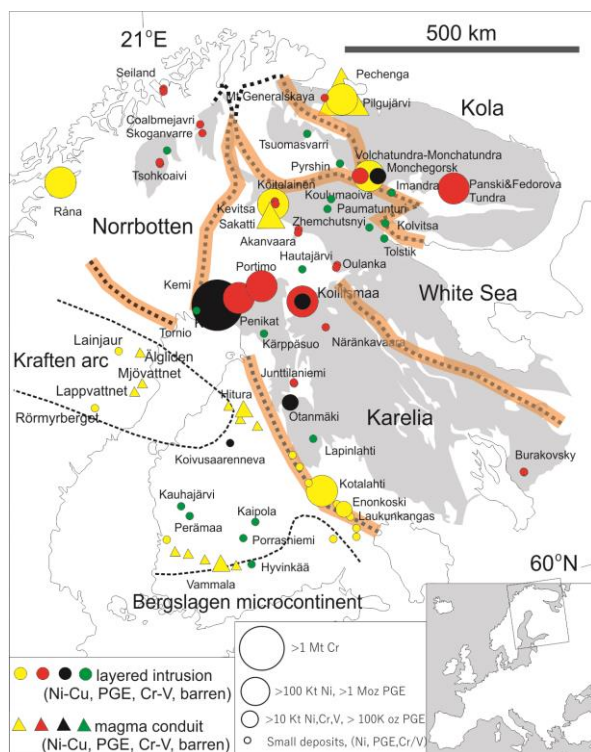 21°E
500 km
Seiland
Pechenga
Mt Generalskaya
Pilgujärvi
Kola
Coalbmejavri
Skoganvarre
Tsuomasvarri
Tsohkoaivi
Pyrshin
Volchatundra-Monchatundra
Monchegorsk
Koitelainen
Koulumaoiva
Imandra
Panski&Fedorova
Tundra
Råna
Kevitsa
Paumatuntun
Sakatti
Zhemchutsnyi
Kolvitsa
Norrbotten
Akanvaara
Tolstik
Hautajärvi
Oulanka
Portimo
Kemi
White Sea
Koillismaa
Penikat
Tornio
Lainjaur
Kärppäsuo
Näränkavaara
Älgliden
Kraften arc
Mjövattnet
Junttilaniemi
Lappvattnet
Hitura
Otanmäki
Karelia
Rörmyrberget
Koivusaarenneva
Lapinlahti
Burakovsky
Kotalahti
Kauhajärvi
Kaipola
Enonkoski
Laukunkangas
Perämaa
Porrasniemi
Hyvinkää
60°N
Vammala
Bergslagen microcontinent
>1 Mt Cr
layered intrusion
(Ni-Cu, PGE, Cr-V, barren)
>100 Kt Ni, >1 Moz PGE
>10 Kt Ni,Cr,V, > 100K oz PGE
magma conduit
(Ni-Cu, PGE, Cr-V, barren)
Small deposits, (Ni, PGE,Cr/V)